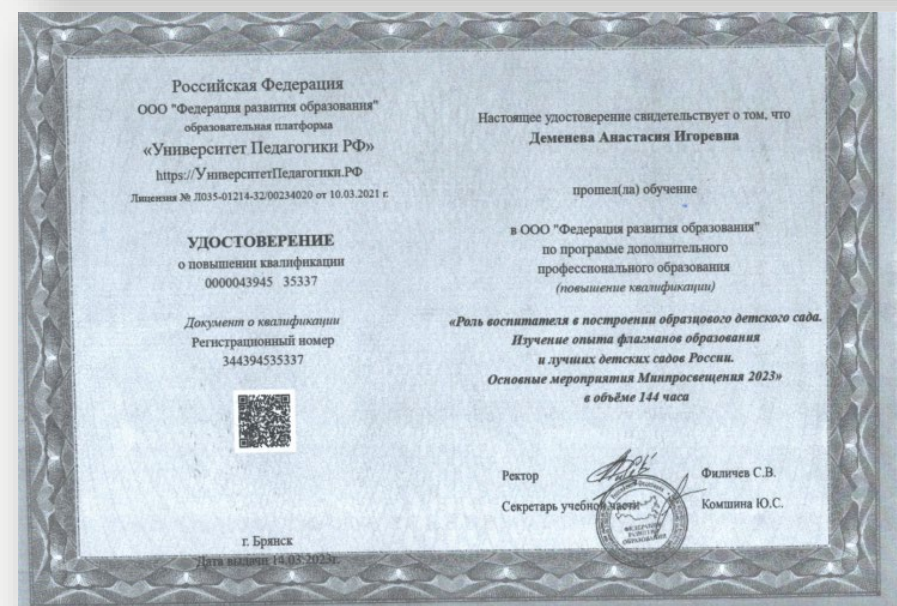 Российская Федерация
ООО "Федерация развития образования"
образовательная платформа
«Университет Педагогики РФ»
https://УниверситетПедагогики.РФ
Лицензия № Л035-01214-32/00234020 от 10.03.2021 г.
УДОСТОВЕРЕНИЕ
о повышении квалификации
0000043945 35337
Документ о квалификации
Регистрационный номер
344394535337
г. Брянск
Дата выдачи 14.03.2023г.
Настоящее удостоверение свидетельствует о том, что
Деменева Анастасия Игоревна
прошел(ла) обучение
в ООО "Федерация развития образования"
по программе дополнительного
профессионального образования
(повышение квалификации)
«Роль воспитателя в построении образцового детского сада.
Изучение опыта флагманов образования
и лучших детских садов России.
Основные мероприятия Минпросвещения 2023»
в объёме 144 часа
Ректор Филичев С.В.
Секретарь учебной части Комшина Ю.С.
ФЕДЕРАЦИЯ
РАЗВИТИЯ
ОБРАЗОВАНИЯ